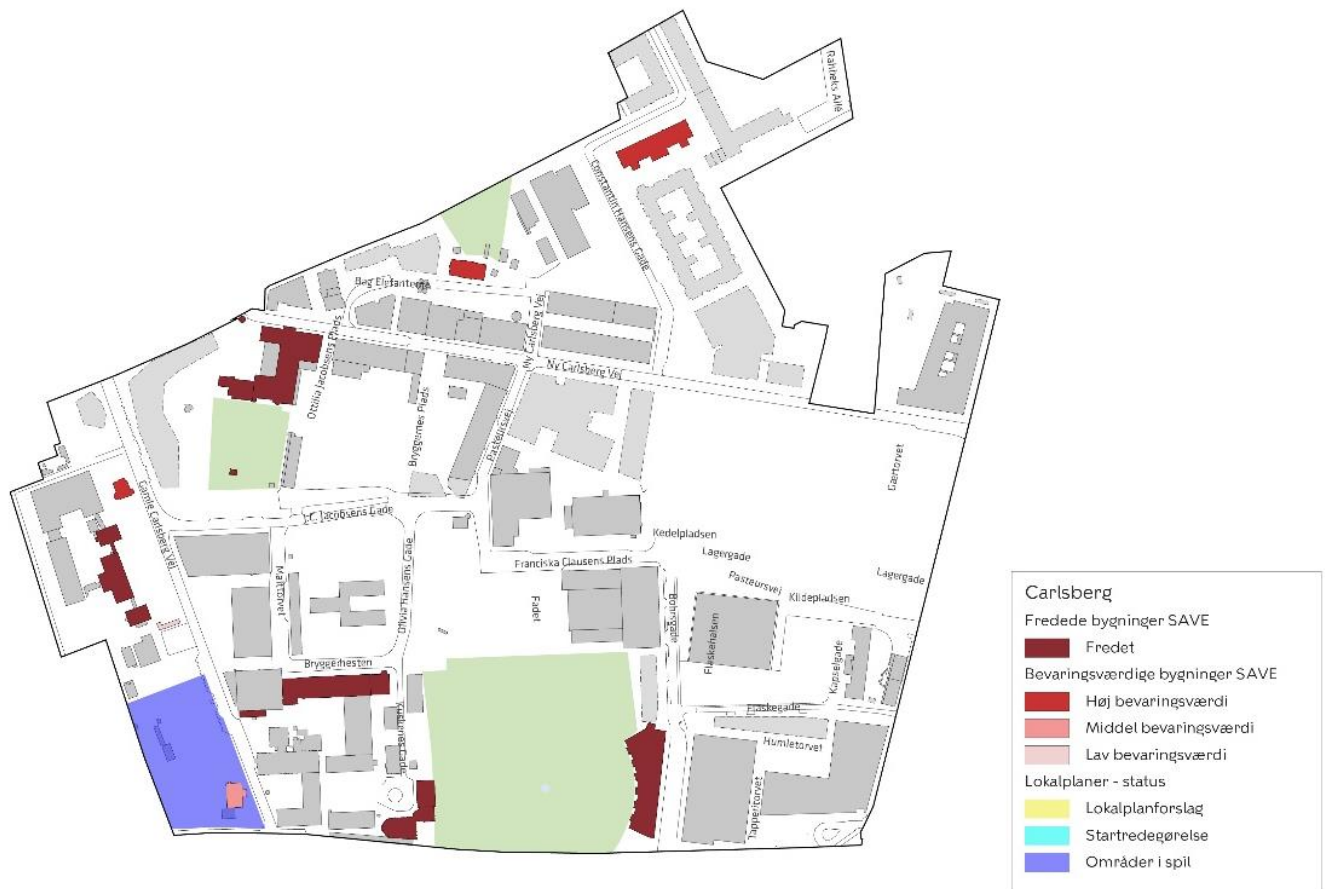 Rahbeks Allé
Constantin Hansens Gade
Bag Elefanterne
Ny Carlsberg Vej
Ottilia Jacobsens Plads
Ny Carlsberg Vej
Bryggernes Plads
Pasteursvej
Gærtorvet
Gamle Carlsberg Vej
J.C. Jacobsens Gade
Kedelpladsen
Lagergade
Franciska Clausens Plads
Pasteursvej
Lagergade
Kildepladsen
Maltorvet
Olivia Hansens Gade
Fadet
Bohrsgade
Flaskehalsen
Kapselgade
Bryggerhesten
Flaskegade
Humletorvet
Tapperitorvet
Carlsberg
Fredede bygninger SAVE
Fredet
Bevaringsværdige bygninger SAVE
Høj bevaringsværdi
Middel bevaringsværdi
Lav bevaringsværdi
Lokalplaner - status
Lokalplanforslag
Startredegørelse
Områder i spil